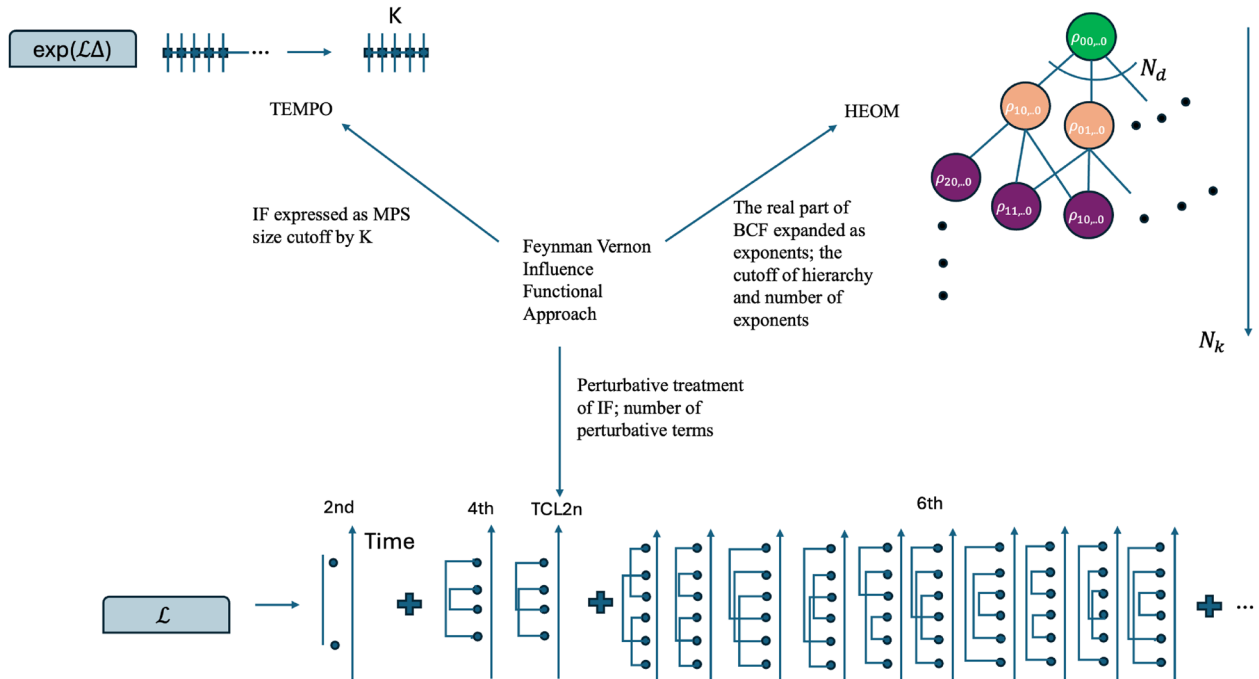 K
exp(ℒΔ)
...
TEMPO
HEOM
ρ00,..0
Nd
ρ10,..0
ρ01,..0
ρ20,..0
ρ11,..0
ρ10,..0
Nk
IF expressed as MPS
size cutoff by K
The real part of
BCF expanded as
exponents; the
cutoff of hierarchy
and number of
exponents
Feynman Vernon
Influence
Functional
Approach
Perturbative treatment
of IF; number of
perturbative terms
2nd
4th
TCL2n
6th
Time
ℒ
...